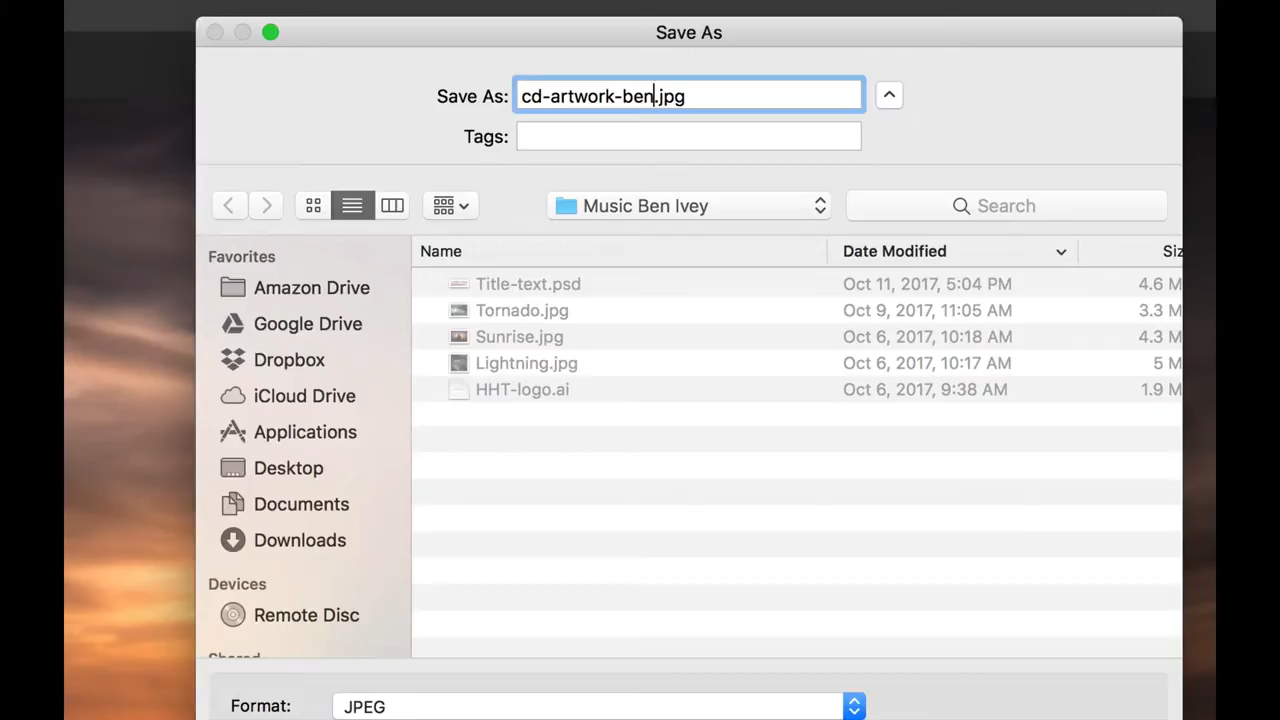 Save As
Save As: cd-artwork-ben.jpg
Tags:
Music Ben Ivey
Search
Favorites
Amazon Drive
Google Drive
Dropbox
iCloud Drive
Applications
Desktop
Documents
Downloads
Devices
Remote Disc
Shared
Name Date Modified Siz
Title-text.psd Oct 11, 2017, 5:04 PM 4.6 M
Tornado.jpg Oct 9, 2017, 11:05 AM 3.3 M
Sunrise.jpg Oct 6, 2017, 10:18 AM 4.3 M
Lightning.jpg Oct 6, 2017, 10:17 AM 5 M
HHT-logo.ai Oct 6, 2017, 9:38 AM 1.9 M
Format: JPEG